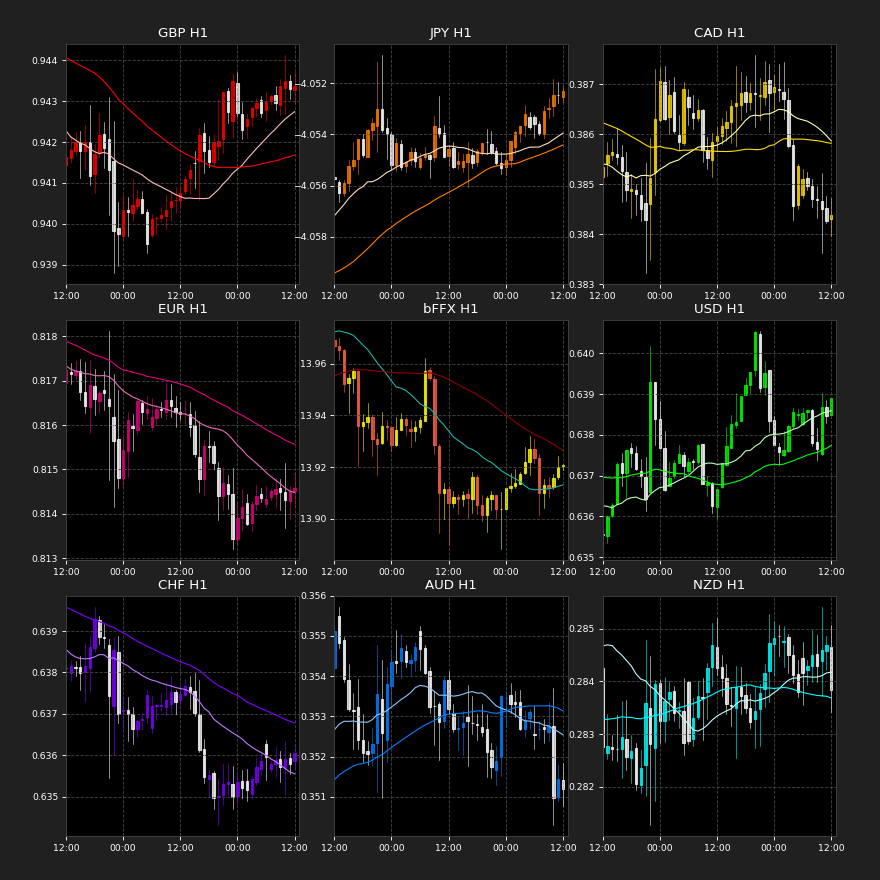 GBP H1
0.944
0.943
0.942
0.941
0.940
0.939
12:00 00:00 12:00 00:00 12:00
JPY H1
-4.052
-4.054
-4.056
-4.058
12:00 00:00 12:00 00:00 12:00
CAD H1
0.387
0.386
0.385
0.384
0.383
12:00 00:00 12:00 00:00 12:00
EUR H1
0.818
0.817
0.816
0.815
0.814
0.813
12:00 00:00 12:00 00:00 12:00
bFFX H1
13.96
13.94
13.92
13.90
12:00 00:00 12:00 00:00 12:00
USD H1
0.640
0.639
0.638
0.637
0.636
0.635
12:00 00:00 12:00 00:00 12:00
CHF H1
0.639
0.638
0.637
0.636
0.635
12:00 00:00 12:00 00:00 12:00
AUD H1
0.356
0.355
0.354
0.353
0.352
0.351
12:00 00:00 12:00 00:00 12:00
NZD H1
0.285
0.284
0.283
0.282
12:00 00:00 12:00 00:00 12:00